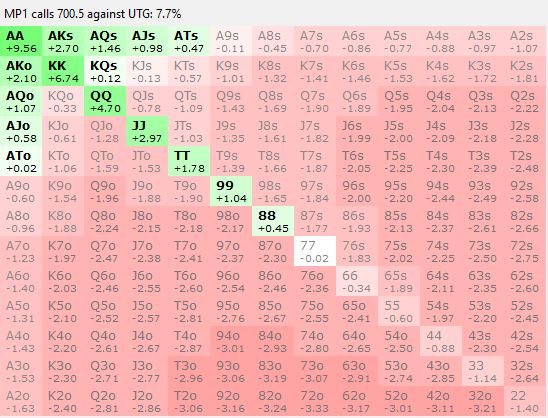 MP1 calls 700.5 against UTG: 7.7%
AA AKs AQs AJs ATs A9s A8s A7s A6s A5s A4s A3s A2s
+9.56 +2.70 +1.46 +0.98 +0.47 -0.11 -0.45 -0.70 -0.86 -0.77 -0.88 -0.97 -1.07
AKo KK KQs KJs KTs K9s K8s K7s K6s K5s K4s K3s K2s
+2.10 +6.74 +0.12 -0.13 -0.57 -1.01 -1.32 -1.41 -1.46 -1.53 -1.62 -1.72 -1.81
AQo KQo QQ QJs QTs Q9s Q8s Q7s Q6s Q5s Q4s Q3s Q2s
+1.07 -0.33 +4.70 -0.78 -1.09 -1.43 -1.69 -1.90 -1.89 -1.95 -2.04 -2.13 -2.22
AJo KJo QJo JJ JTs J9s J8s J7s J6s J5s J4s J3s J2s
+0.58 -0.61 -1.28 +2.97 -1.03 -1.35 -1.61 -1.82 -1.99 -2.00 -2.09 -2.18 -2.28
ATo KTo QTo JTo TT T9s T8s T7s T6s T5s T4s T3s T2s
+0.02 -1.06 -1.59 -1.53 +1.78 -1.39 -1.66 -1.87 -2.05 -2.25 -2.30 -2.39 -2.48
A9o K9o Q9o J9o T9o 99 98s 97s 96s 95s 94s 93s 92s
-0.60 -1.54 -1.96 -1.88 -1.90 +1.04 -1.65 -1.84 -2.00 -2.20 -2.44 -2.49 -2.58
A8o K8o Q8o J8o T8o 98o 88 87s 86s 85s 84s 83s 82s
-0.96 -1.88 -2.24 -2.15 -2.18 -2.17 +0.45 -1.77 -1.93 -2.13 -2.37 -2.61 -2.66
A7o K7o Q7o J7o T7o 97o 87o 77 76s 75s 74s 73s 72s
-1.23 -1.97 -2.47 -2.38 -2.41 -2.37 -2.30 -0.02 -1.83 -2.02 -2.25 -2.50 -2.75
A6o K6o Q6o J6o T6o 96o 86o 76o 66 65s 64s 63s 62s
-1.40 -2.03 -2.46 -2.55 -2.60 -2.54 -2.46 -2.36 -0.34 -1.89 -2.11 -2.35 -2.60
A5o K5o Q5o J5o T5o 95o 85o 75o 65o 55 54s 53s 52s
-1.31 -2.10 -2.52 -2.57 -2.81 -2.76 -2.67 -2.55 -2.41 -0.60 -1.97 -2.20 -2.45
A4o K4o Q4o J4o T4o 94o 84o 74o 64o 54o 44 43s 42s
-1.43 -2.20 -2.61 -2.67 -2.87 -3.01 -2.93 -2.80 -2.65 -2.50 -0.88 -2.30 -2.54
A3o K3o Q3o J3o T3o 93o 83o 73o 63o 53o 43o 33 32s
-1.53 -2.30 -2.71 -2.77 -2.96 -3.06 -3.19 -3.07 -2.91 -2.74 -2.85 -1.14 -2.64
A2o K2o Q2o J2o T2o 92o 82o 72o 62o 52o 42o 32o 22
-1.63 -2.40 -2.81 -2.86 -3.06 -3.16 -3.24 -3.33 -3.17 -3.01 -3.11 -3.21 -1.40